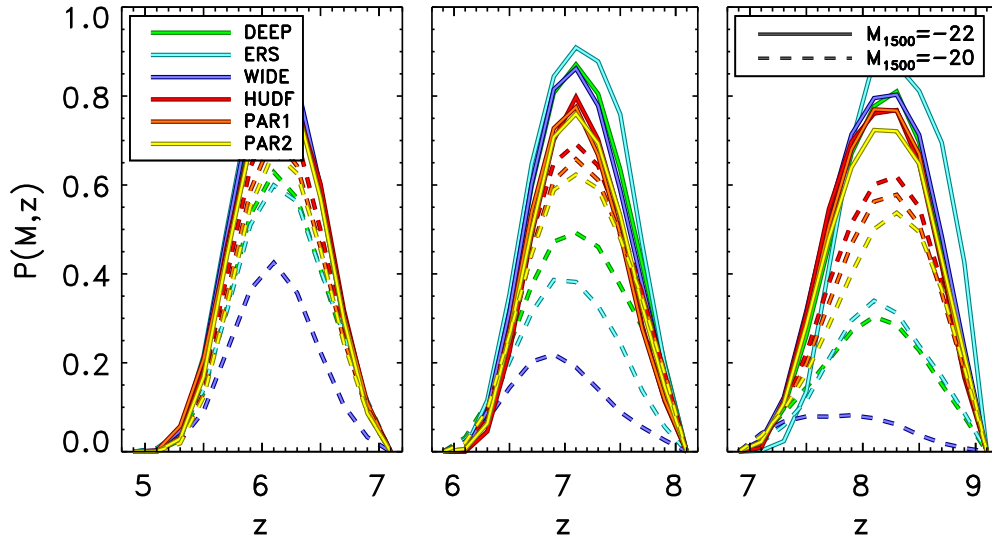 DEEP
ERS
WIDE
HUDF
PAR1
PAR2
M1500=-22
M1500=-20
P(M,z)
1.0
0.8
0.6
0.4
0.2
0.0
5 6 7
6 7 8
7 8 9
z z z